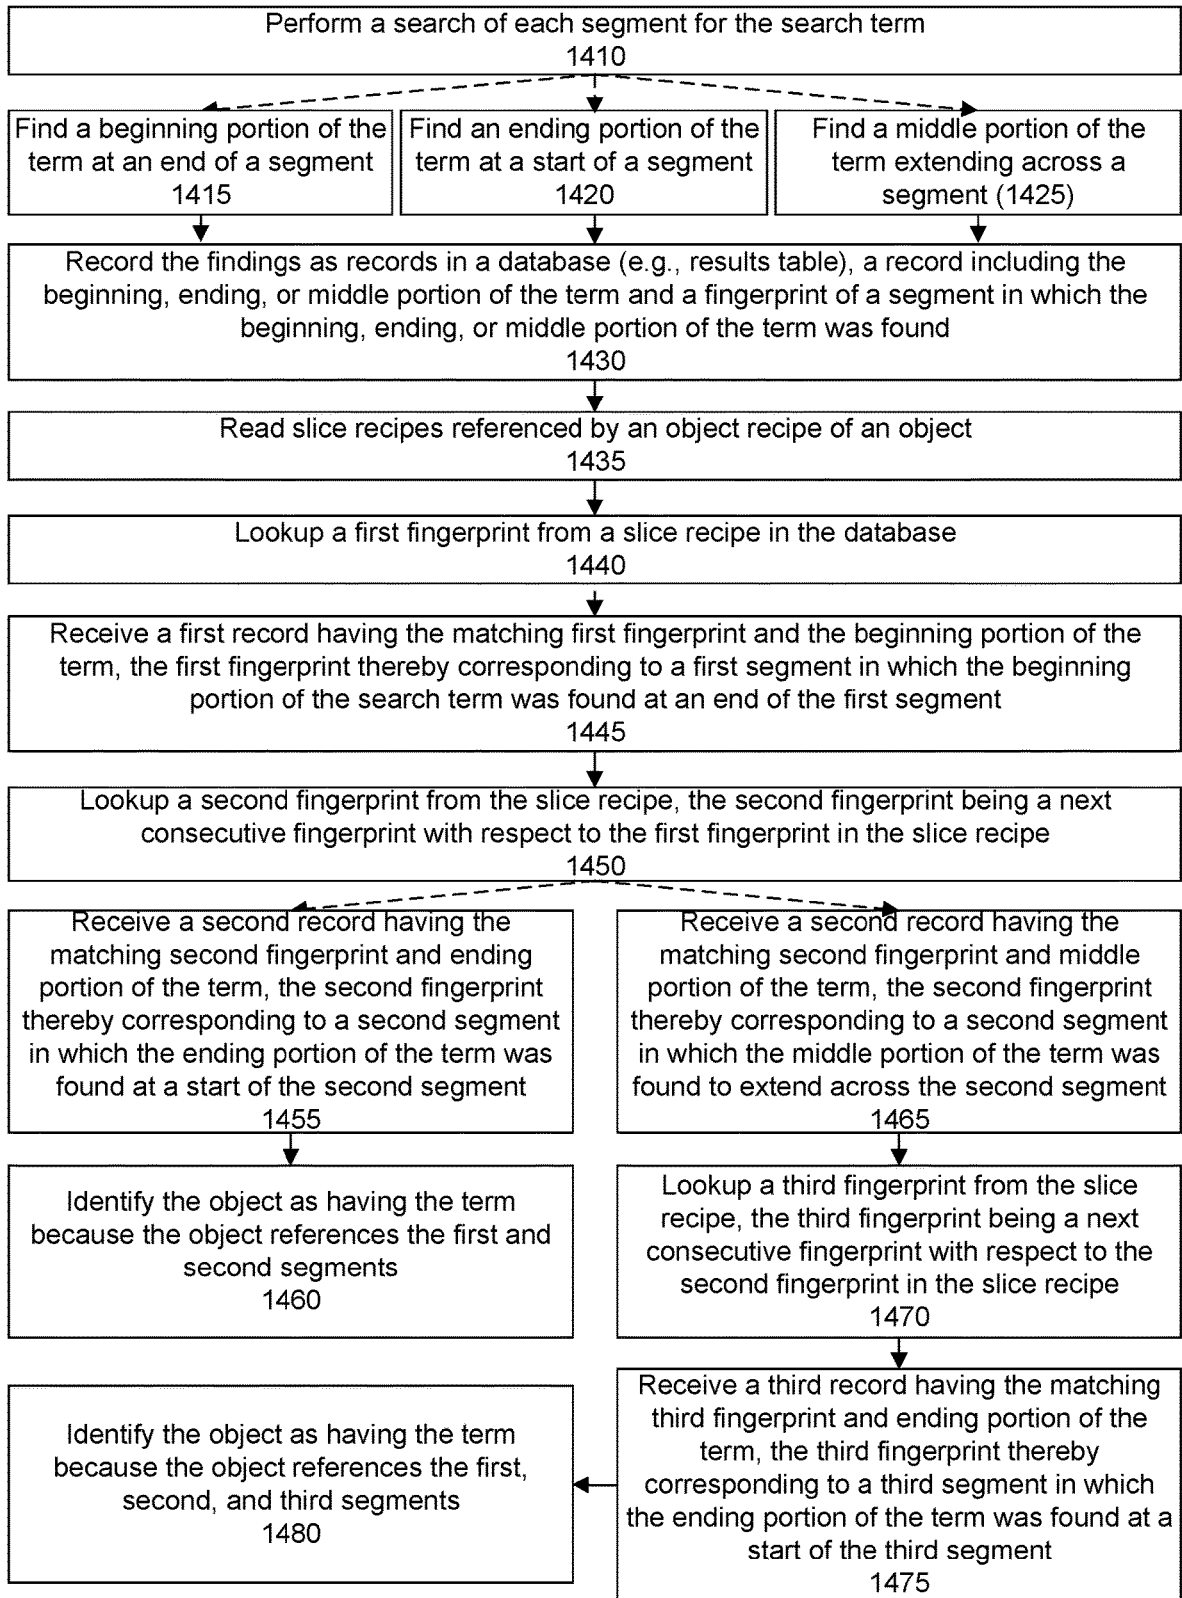 Perform a search of each segment for the search term
1410
Find a beginning portion of the
term at an end of a segment
1415
Find an ending portion of the
term at a start of a segment
1420
Find a middle portion of the
term extending across a
segment (1425)
Record the findings as records in a database (e.g., results table), a record including the
beginning, ending, or middle portion of the term and a fingerprint of a segment in which the
beginning, ending, or middle portion of the term was found
1430
Read slice recipes referenced by an object recipe of an object
1435
Lookup a first fingerprint from a slice recipe in the database
1440
Receive a first record having the matching first fingerprint and the beginning portion of the
term, the first fingerprint thereby corresponding to a first segment in which the beginning
portion of the search term was found at an end of the first segment
1445
Lookup a second fingerprint from the slice recipe, the second fingerprint being a next
consecutive fingerprint with respect to the first fingerprint in the slice recipe
1450
Receive a second record having the
matching second fingerprint and ending
portion of the term, the second fingerprint
thereby corresponding to a second segment
in which the ending portion of the term was
found at a start of the second segment
1455
Receive a second record having the
matching second fingerprint and middle
portion of the term, the second fingerprint
thereby corresponding to a second segment
in which the middle portion of the term was
found to extend across the second segment
1465
Identify the object as having the term
because the object references the first and
second segments
1460
Lookup a third fingerprint from the slice
recipe, the third fingerprint being a next
consecutive fingerprint with respect to the
second fingerprint in the slice recipe
1470
Identify the object as having the term
because the object references the first,
second, and third segments
1480
Receive a third record having the matching
third fingerprint and ending portion of the
term, the third fingerprint thereby
corresponding to a third segment in which
the ending portion of the term was found at a
start of the third segment
1475